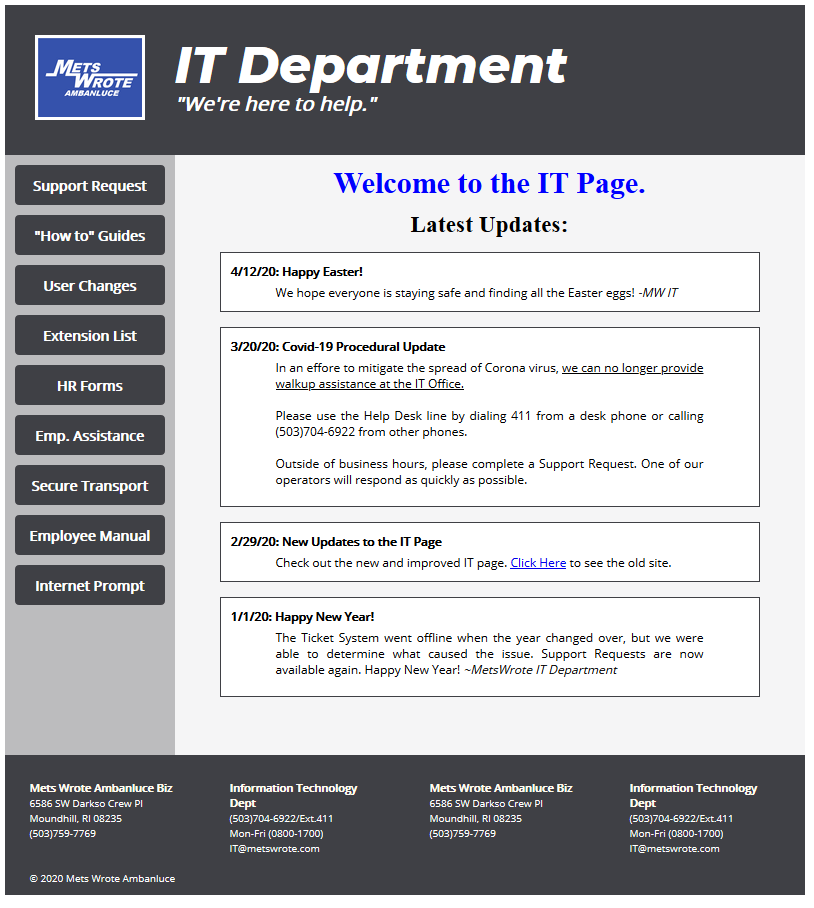 METS
WROTE
AMBANLUCE
IT Department
"We're here to help."
Support Request
"How to" Guides
User Changes
Extension List
HR Forms
Emp. Assistance
Secure Transport
Employee Manual
Internet Prompt
Welcome to the IT Page.
Latest Updates:
4/12/20: Happy Easter!
We hope everyone is staying safe and finding all the Easter eggs! -MW IT
3/20/20: Covid-19 Procedural Update
In an effore to mitigate the spread of Corona virus, we can no longer provide
walkup assistance at the IT Office.
Please use the Help Desk line by dialing 411 from a desk phone or calling
(503)704-6922 from other phones.
Outside of business hours, please complete a Support Request. One of our
operators will respond as quickly as possible.
2/29/20: New Updates to the IT Page
Check out the new and improved IT page. Click Here to see the old site.
1/1/20: Happy New Year!
The Ticket System went offline when the year changed over, but we were
able to determine what caused the issue. Support Requests are now
available again. Happy New Year! ~MetsWrote IT Department
Mets Wrote Ambanluce Biz
6586 SW Darkso Crew Pl
Moundhill, RI 08235
(503)759-7769
Information Technology
Dept
(503)704-6922/Ext.411
Mon-Fri (0800-1700)
IT@metswrote.com
Mets Wrote Ambanluce Biz
6586 SW Darkso Crew Pl
Moundhill, RI 08235
(503)759-7769
Information Technology
Dept
(503)704-6922/Ext.411
Mon-Fri (0800-1700)
IT@metswrote.com
© 2020 Mets Wrote Ambanluce